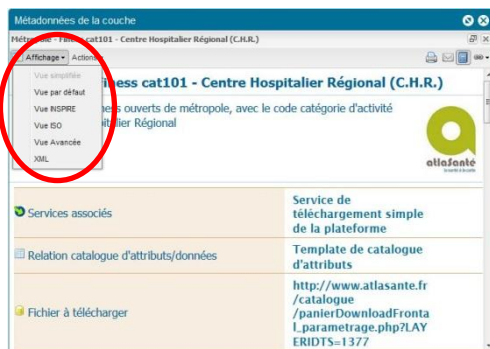 Métadonnées de la couche
Métropole - Finess cat101 - Centre Hospitalier Régional (C.H.R.)
Affichage Actions
Vue simplifiée
Vue par défaut
Vue INSPIRE
Vue ISO
Vue Avancée
XML
iness cat101 - Centre Hospitalier Régional (C.H.R.)
ess ouverts de métropole, avec le code catégorie d'activité
italier Régional
atlasanté
Services associés
Service de
téléchargement simple
de la plateforme
Relation catalogue d'attributs/données
Template de catalogue
d'attributs
Fichier à télécharger
http://www.atlasante.fr
/catalogue
/panierDownloadFronta
l_parametrage.php?LAY
ERIDTS=1377